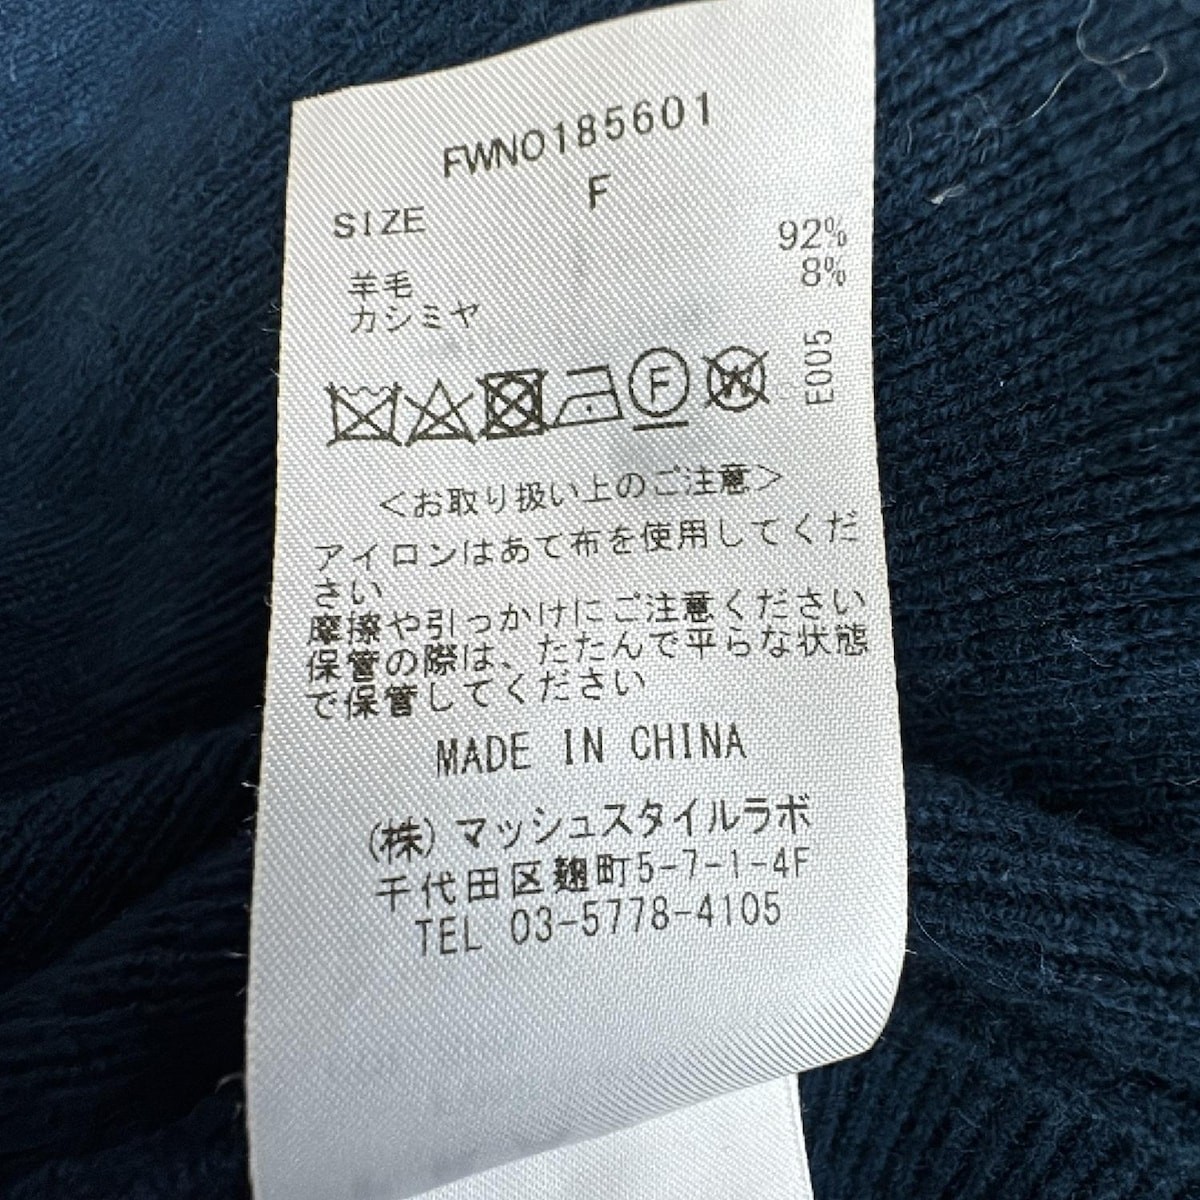 FWNO185601
SIZE F
羊毛 92%
カシミヤ 8%
F W E005
<お取り扱い上のご注意>
アイロンはあて布を使用してくだ
さい
摩擦や引っかけにご注意ください
保管の際は、たたんで平らな状態
で保管してください
MADE IN CHINA
(株)マッシュスタイルラボ
千代田区麹町5-7-1-4F
TEL 03-5778-4105